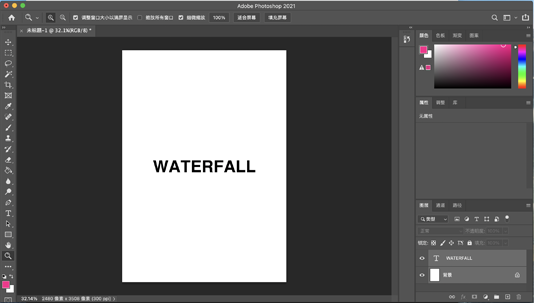 Adobe Photoshop 2021
调整窗口大小以满屏显示 缩放所有窗口 细微缩放 100% 适合屏幕 填充屏幕
× 未标题-1 @ 32.1%(RGB/8) *
颜色 色板 渐变 图案
属性 调整 库
无属性
WATERFALL
图层 通道 路径
类型
正常 不透明度:
锁定: 填充:
T WATERFALL
背景
32.14% 2480 像素 x 3508 像素 (300 ppi)